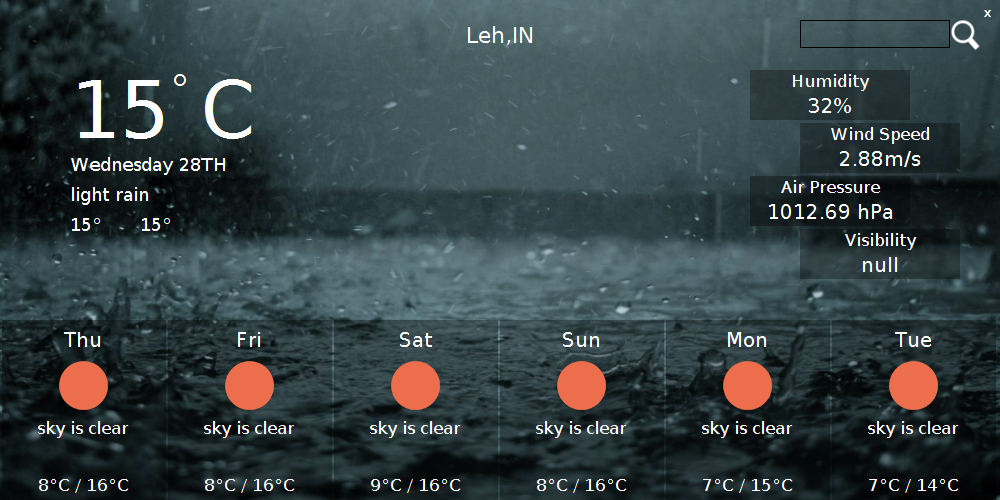 x
Leh,IN
15° C
Wednesday 28TH
light rain
15° 15°
Humidity
32%
Wind Speed
2.88m/s
Air Pressure
1012.69 hPa
Visibility
null
Thu
sky is clear
8°C / 16°C
Fri
sky is clear
8°C / 16°C
Sat
sky is clear
9°C / 16°C
Sun
sky is clear
8°C / 16°C
Mon
sky is clear
7°C / 15°C
Tue
sky is clear
7°C / 14°C